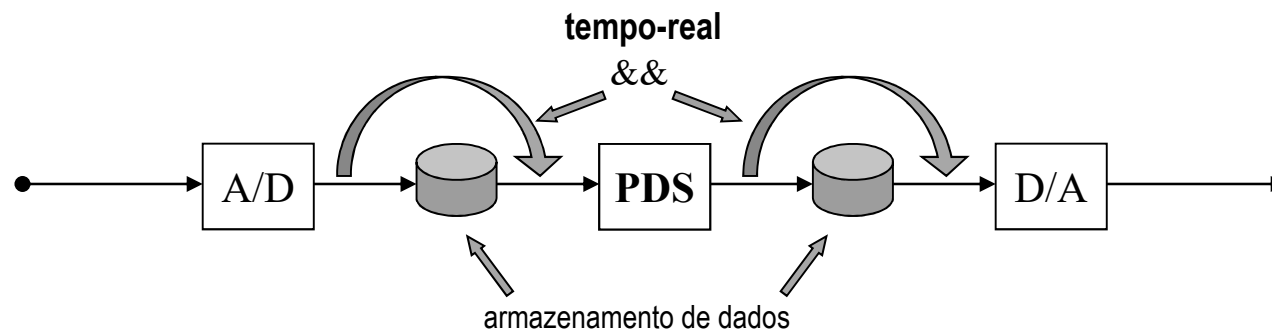 tempo-real
&&
A/D
PDS
D/A
armazenamento de dados